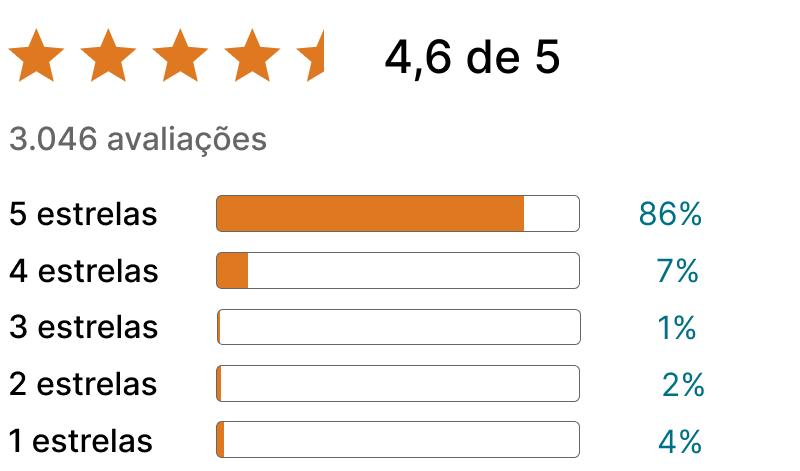 4,6 de 5
3.046 avaliações
5 estrelas 86%
4 estrelas 7%
3 estrelas 1%
2 estrelas 2%
1 estrelas 4%